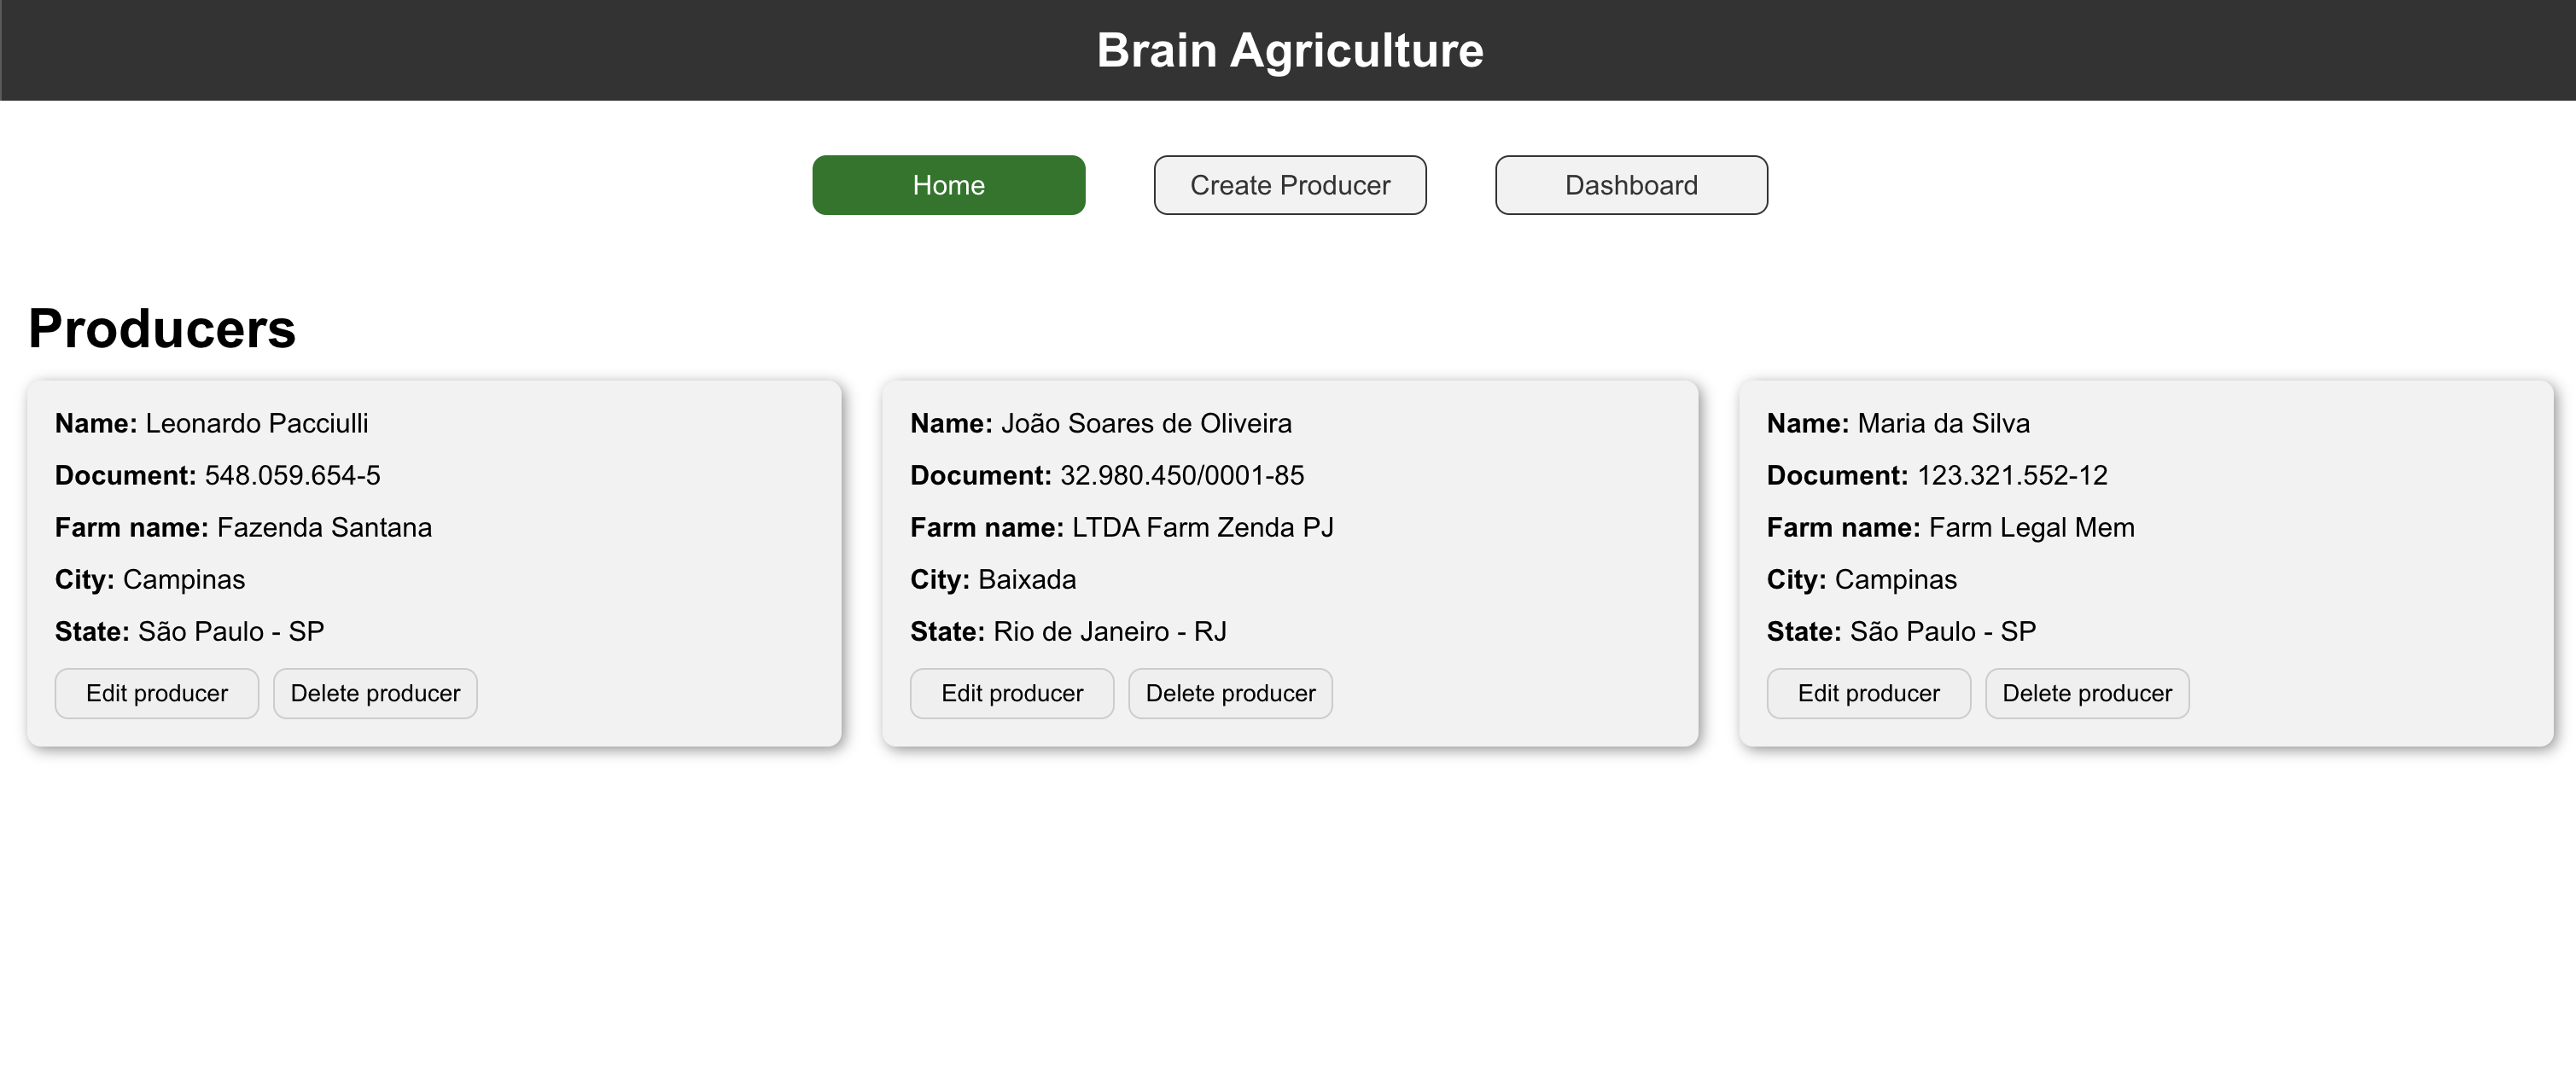 Brain Agriculture
Home
Create Producer
Dashboard
Producers
Name: Leonardo Pacciulli
Document: 548.059.654-5
Farm name: Fazenda Santana
City: Campinas
State: São Paulo - SP
Edit producer
Delete producer
Name: João Soares de Oliveira
Document: 32.980.450/0001-85
Farm name: LTDA Farm Zenda PJ
City: Baixada
State: Rio de Janeiro - RJ
Edit producer
Delete producer
Name: Maria da Silva
Document: 123.321.552-12
Farm name: Farm Legal Mem
City: Campinas
State: São Paulo - SP
Edit producer
Delete producer